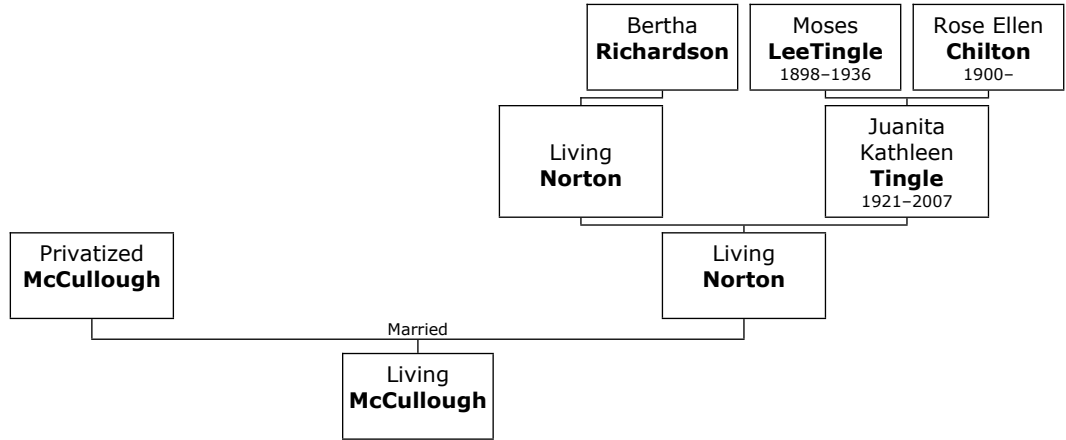 Bertha
Richardson
Moses
LeeTingle
1898–1936
Rose Ellen
Chilton
1900–
Living
Norton
Juanita
Kathleen
Tingle
1921–2007
Privatized
McCullough
Living
Norton
Married
Living
McCullough